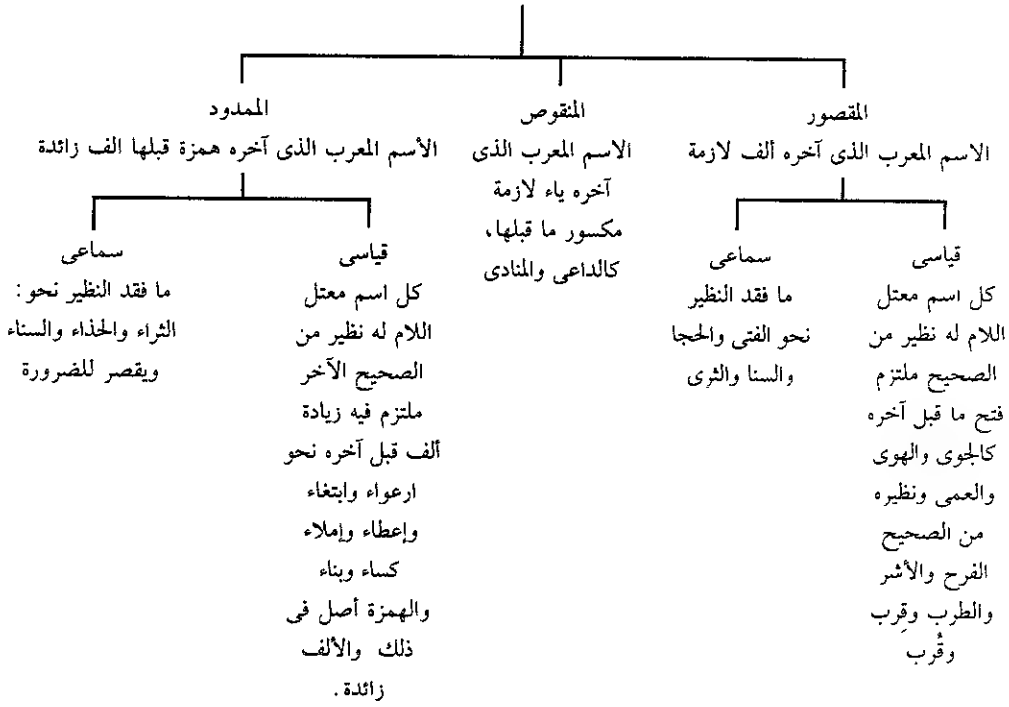 المقصور
الاسم المعرب الذى آخره ألف لازمة
قياسى
كل اسم معتل
اللام له نظير من
الصحيح ملتزم
فتح ما قبل آخره
كالجوى والهوى
والعمى ونظيره
من الصحيح
الفرح والأشر
والطرب وقِرب
وقُرب
سماعى
ما فقد النظير
نحو الفتى والحجا
والسنا والثرى
المنقوص
الاسم المعرب الذى
آخره ياء لازمة
مكسور ما قبلها،
كالداعى والمنادى
الممدود
الأسم المعرب الذى آخره همزة قبلها الف زائدة
قياسى
كل اسم معتل
اللام له نظير من
الصحيح الآخر
ملتزم فيه زيادة
ألف قبل آخره نحو
ارعواء وابتغاء
وإعطاء وإملاء
كساء وبناء
والهمزة أصل فى
ذلك والألف
زائدة.
سماعى
ما فقد النظير نحو:
الثراء والحذاء والسناء
ويقصر للضرورة